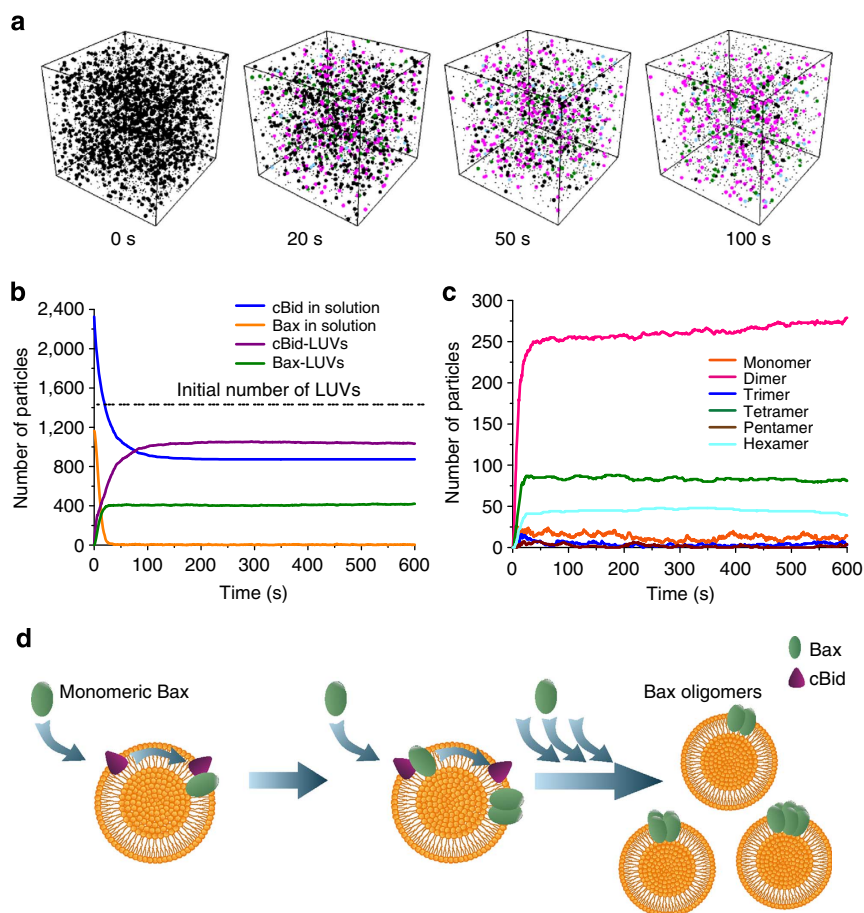 a
0 s
20 s
50 s
100 s
b
2,400
2,000
1,600
1,200
800
400
0
Number of particles
cBid in solution
Bax in solution
cBid-LUVs
Bax-LUVs
Initial number of LUVs
0 100 200 300 400 500 600
Time (s)
c
300
250
200
150
100
50
0
Number of particles
Monomer
Dimer
Trimer
Tetramer
Pentamer
Hexamer
0 100 200 300 400 500 600
Time (s)
d
Bax
cBid
Monomeric Bax
Bax oligomers